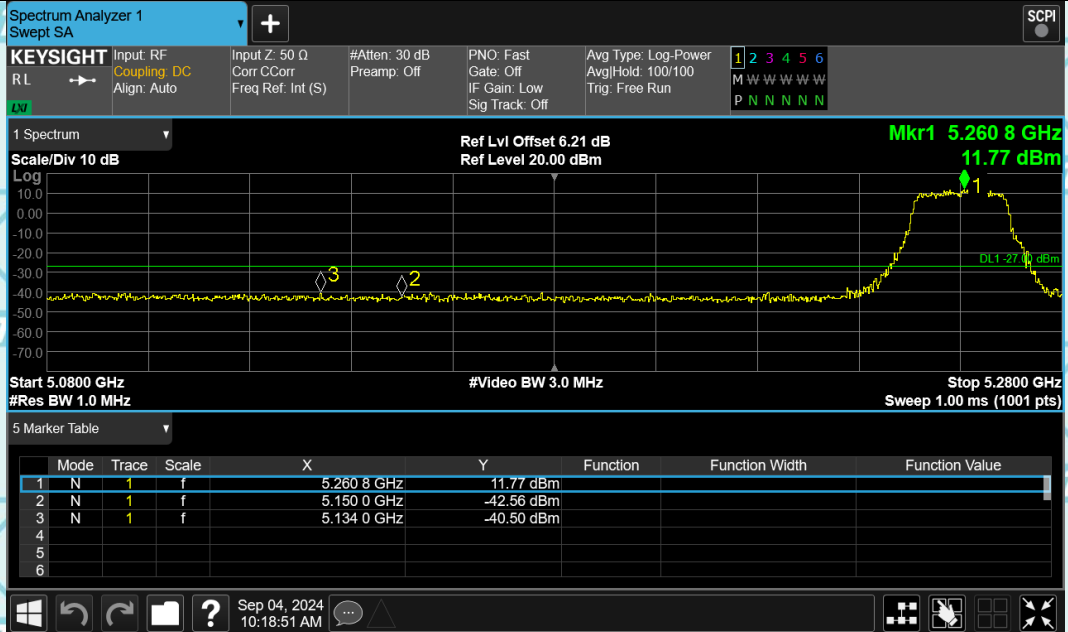 Spectrum Analyzer 1
Swept SA
SCPI
KEYSIGHT
R L
LXI
Input: RF
Coupling: DC
Align: Auto
Input Z: 50 Ω
Corr CCorr
Freq Ref: Int (S)
#Atten: 30 dB
Preamp: Off
PNO: Fast
Gate: Off
IF Gain: Low
Sig Track: Off
Avg Type: Log-Power
Avg|Hold: 100/100
Trig: Free Run
1 2 3 4 5 6
M W W W W W
P N N N N N
1 Spectrum
Scale/Div 10 dB
Log
Ref Lvl Offset 6.21 dB
Ref Level 20.00 dBm
Mkr1 5.260 8 GHz
11.77 dBm
10.0
0.00
-10.0
-20.0
-30.0
-40.0
-50.0
-60.0
-70.0
1
2
3
DL1 -27.00 dBm
Start 5.0800 GHz
#Video BW 3.0 MHz
Stop 5.2800 GHz
#Res BW 1.0 MHz
Sweep 1.00 ms (1001 pts)
5 Marker Table
Mode Trace Scale X Y Function Function Width Function Value
1 N 1 f 5.260 8 GHz 11.77 dBm
2 N 1 f 5.150 0 GHz -42.56 dBm
3 N 1 f 5.134 0 GHz -40.50 dBm
4
5
6
?
Sep 04, 2024
10:18:51 AM